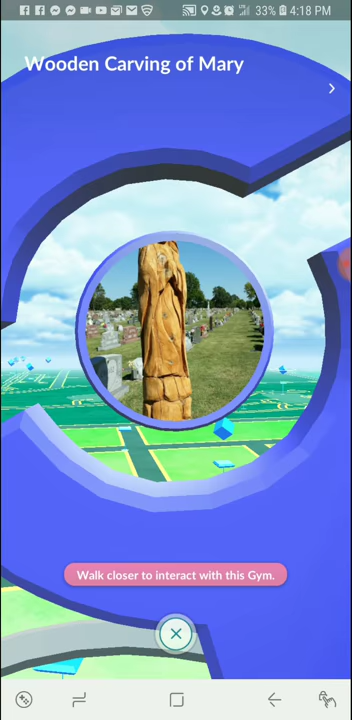 33% 4:18 PM
Wooden Carving of Mary
Walk closer to interact with this Gym.